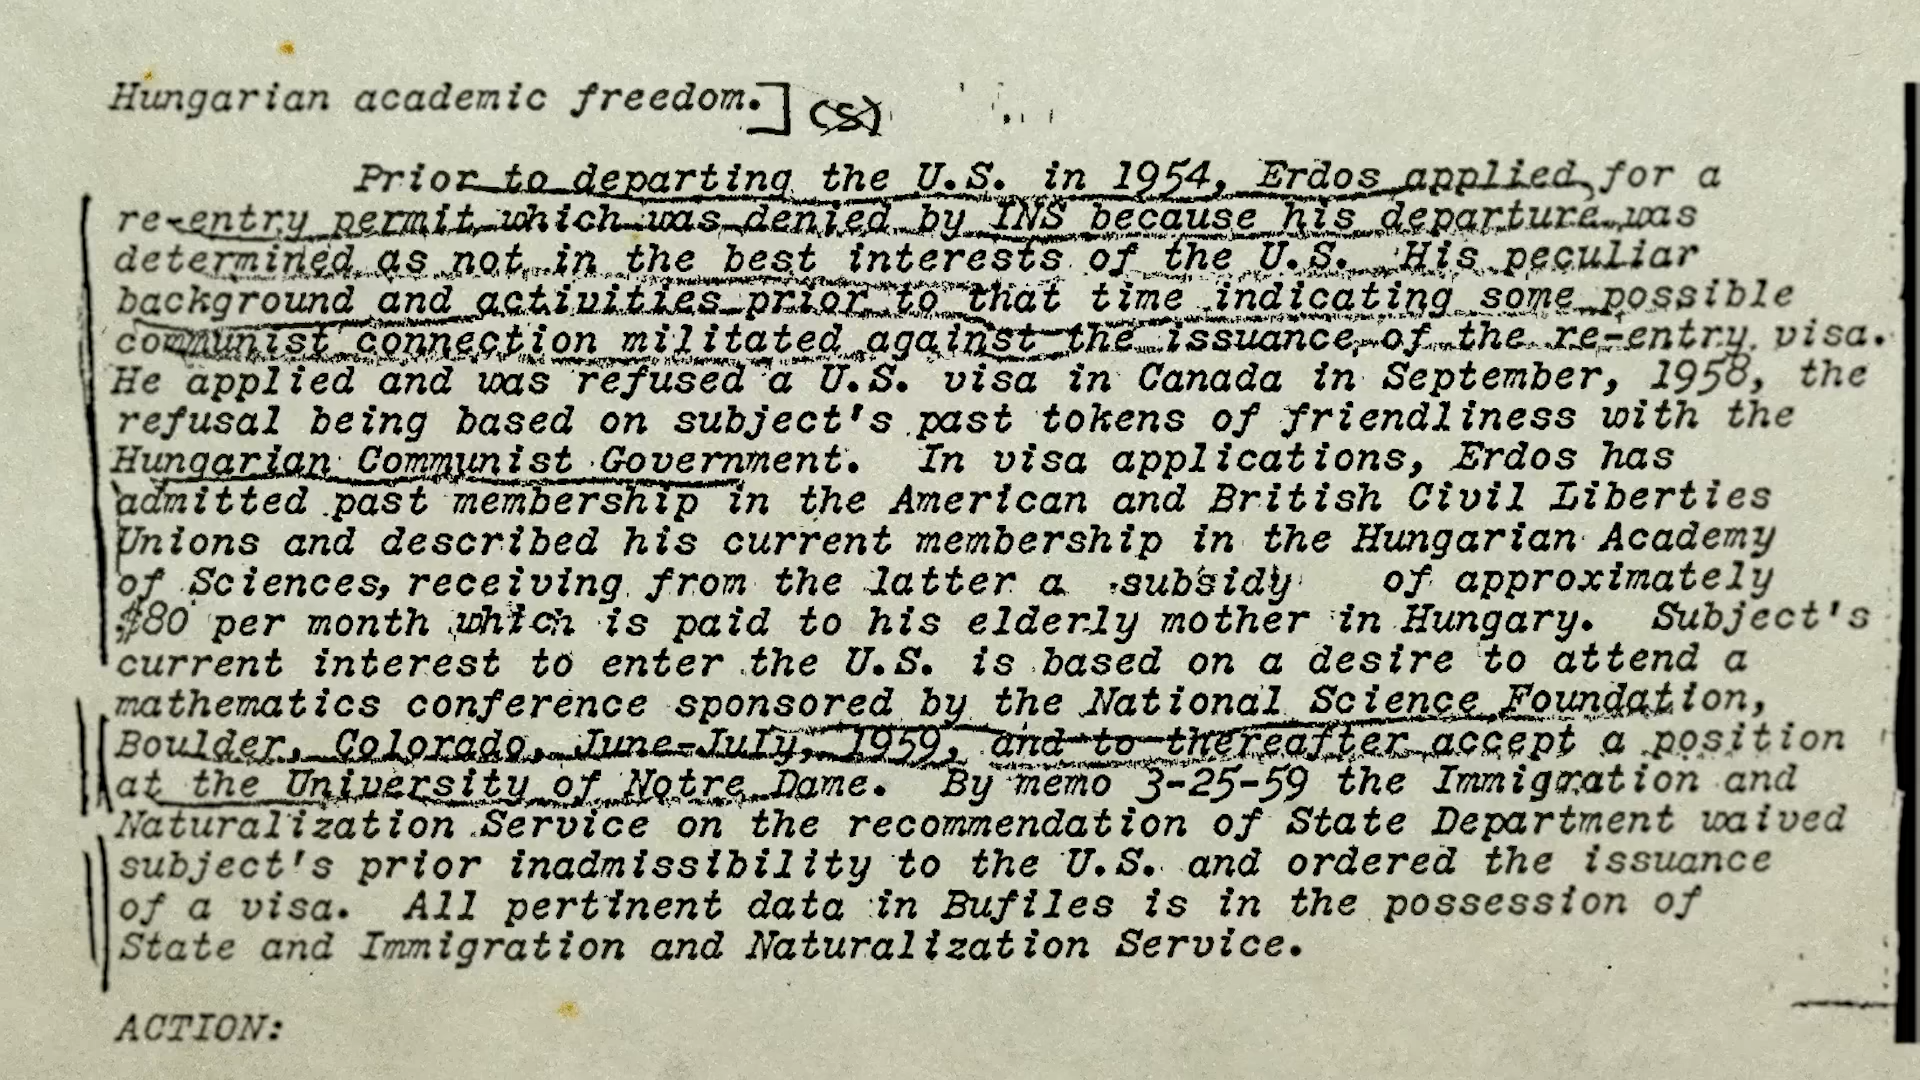 Hungarian academic freedom.] (S)
Prior to departing the U.S. in 1954, Erdos applied for a
re-entry permit which was denied by INS because his departure was
determined as not in the best interests of the U.S. His peculiar
background and activities prior to that time indicating some possible
communist connection militated against the issuance of the re-entry visa.
He applied and was refused a U.S. visa in Canada in September, 1958, the
refusal being based on subject's past tokens of friendliness with the
Hungarian Communist Government. In visa applications, Erdos has
admitted past membership in the American and British Civil Liberties
Unions and described his current membership in the Hungarian Academy
of Sciences, receiving from the latter a subsidy of approximately
$80 per month which is paid to his elderly mother in Hungary. Subject's
current interest to enter the U.S. is based on a desire to attend a
mathematics conference sponsored by the National Science Foundation,
Boulder, Colorado, June-July, 1959, and to thereafter accept a position
at the University of Notre Dame. By memo 3-25-59 the Immigration and
Naturalization Service on the recommendation of State Department waived
subject's prior inadmissibility to the U.S. and ordered the issuance
of a visa. All pertinent data in Bufiles is in the possession of
State and Immigration and Naturalization Service.
ACTION: